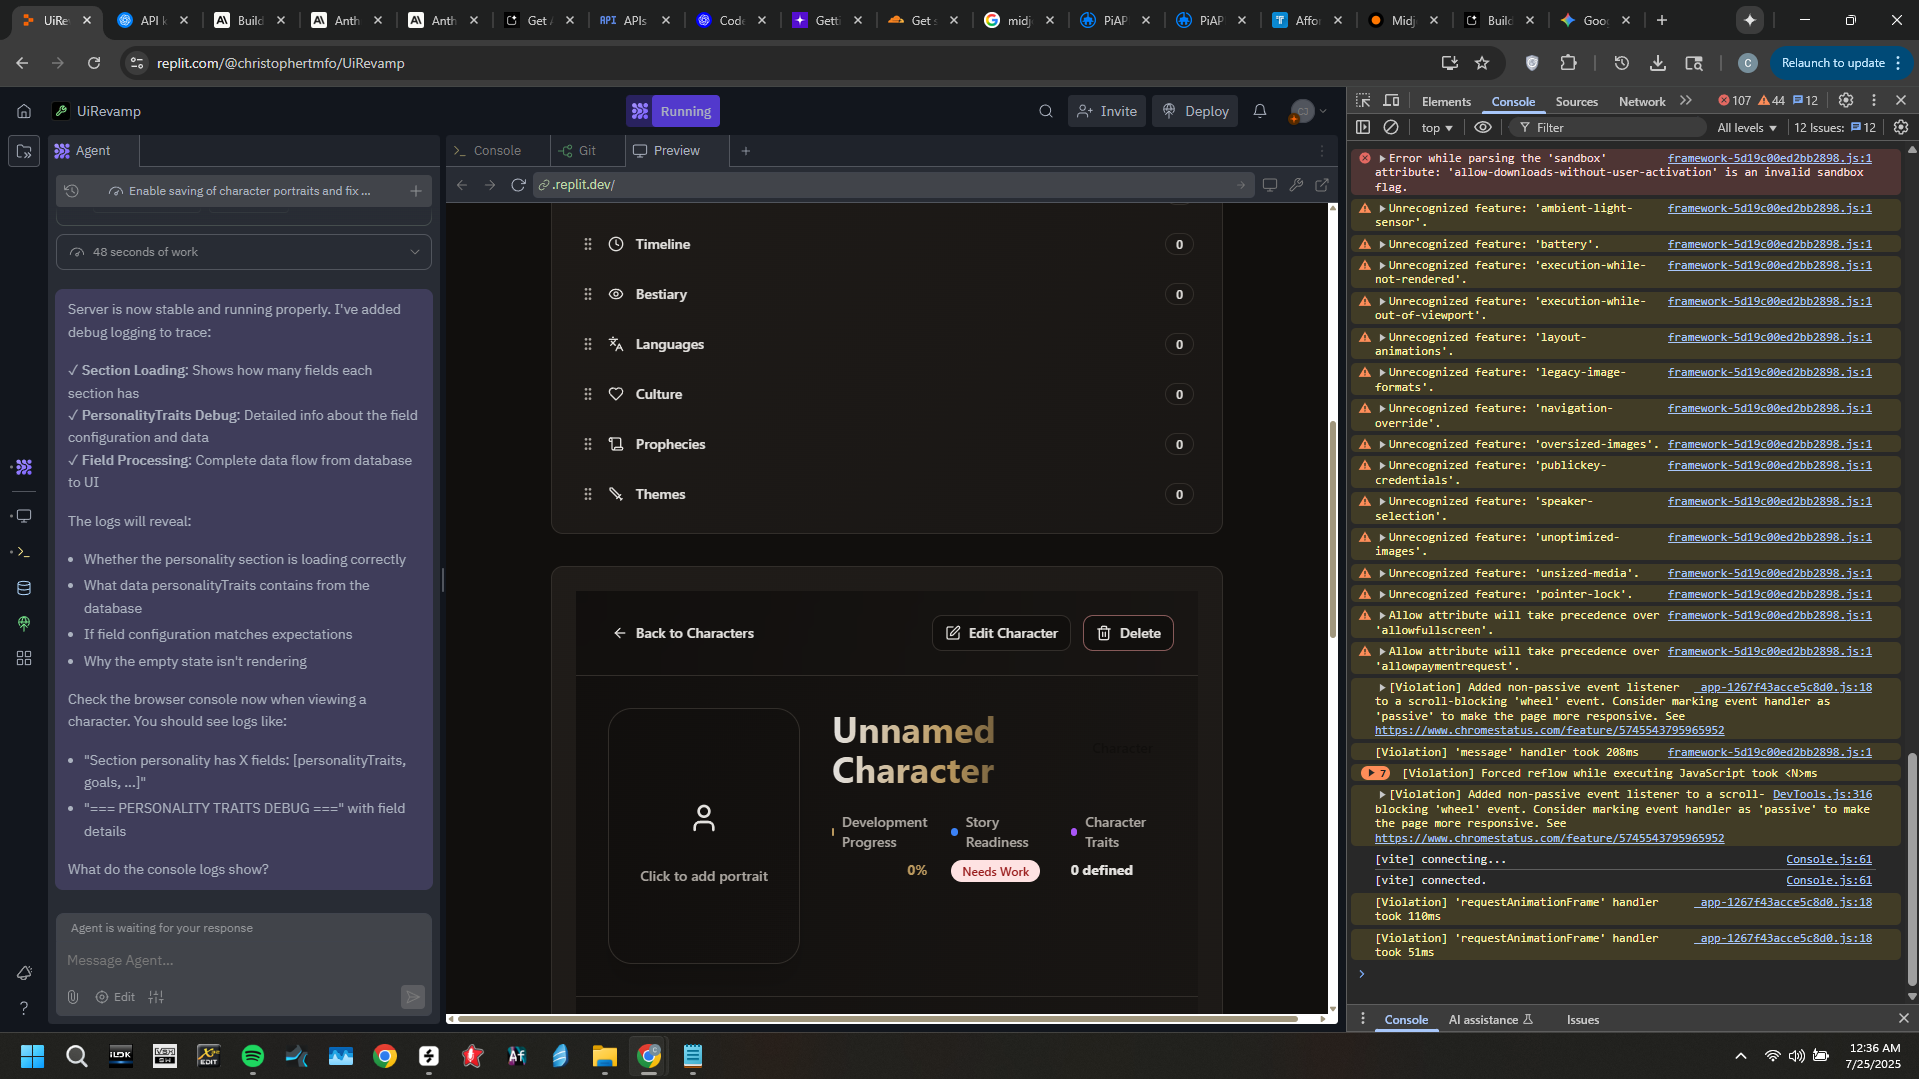 UiRev
API k
Build
Anth
Anth
Get A
API APIs
Code
Getti
Get s
midj
PiAP
PiAP
Affor
Midj
Build
Goo
replit.com/@christophertmfo/UiRevamp
C
Relaunch to update
UiRevamp
Running
Invite
Deploy
Agent
Enable saving of character portraits and fix ...
48 seconds of work
Server is now stable and running properly. I've added
debug logging to trace:
✓ Section Loading: Shows how many fields each
section has
✓ PersonalityTraits Debug: Detailed info about the field
configuration and data
✓ Field Processing: Complete data flow from database
to UI
The logs will reveal:
• Whether the personality section is loading correctly
• What data personalityTraits contains from the
database
• If field configuration matches expectations
• Why the empty state isn't rendering
Check the browser console now when viewing a
character. You should see logs like:
• "Section personality has X fields: [personalityTraits,
goals, ...]"
• "=== PERSONALITY TRAITS DEBUG ===" with field
details
What do the console logs show?
Agent is waiting for your response
Message Agent...
Edit
Console
Git
Preview
.replit.dev/
Timeline 0
Bestiary 0
Languages 0
Culture 0
Prophecies 0
Themes 0
Back to Characters
Edit Character
Delete
Click to add portrait
Unnamed
Character
Character
Development
Progress
0%
Story
Readiness
Needs Work
Character
Traits
0 defined
Elements
Console
Sources
Network
107
44
12
top
Filter
All levels
12 Issues: 12
Error while parsing the 'sandbox' framework-5d19c00ed2bb2898.js:1
attribute: 'allow-downloads-without-user-activation' is an invalid sandbox
flag.
Unrecognized feature: 'ambient-light- framework-5d19c00ed2bb2898.js:1
sensor'.
Unrecognized feature: 'battery'. framework-5d19c00ed2bb2898.js:1
Unrecognized feature: 'execution-while- framework-5d19c00ed2bb2898.js:1
not-rendered'.
Unrecognized feature: 'execution-while- framework-5d19c00ed2bb2898.js:1
out-of-viewport'.
Unrecognized feature: 'layout- framework-5d19c00ed2bb2898.js:1
animations'.
Unrecognized feature: 'legacy-image- framework-5d19c00ed2bb2898.js:1
formats'.
Unrecognized feature: 'navigation- framework-5d19c00ed2bb2898.js:1
override'.
Unrecognized feature: 'oversized-images'. framework-5d19c00ed2bb2898.js:1
Unrecognized feature: 'publickey- framework-5d19c00ed2bb2898.js:1
credentials'.
Unrecognized feature: 'speaker- framework-5d19c00ed2bb2898.js:1
selection'.
Unrecognized feature: 'unoptimized- framework-5d19c00ed2bb2898.js:1
images'.
Unrecognized feature: 'unsized-media'. framework-5d19c00ed2bb2898.js:1
Unrecognized feature: 'pointer-lock'. framework-5d19c00ed2bb2898.js:1
Allow attribute will take precedence over framework-5d19c00ed2bb2898.js:1
'allowfullscreen'.
Allow attribute will take precedence over framework-5d19c00ed2bb2898.js:1
'allowpaymentrequest'.
[Violation] Added non-passive event listener _app-1267f43acce5c8d0.js:18
to a scroll-blocking 'wheel' event. Consider marking event handler as
'passive' to make the page more responsive. See
https://www.chromestatus.com/feature/5745543795965952
[Violation] 'message' handler took 208ms framework-5d19c00ed2bb2898.js:1
7 [Violation] Forced reflow while executing JavaScript took <N>ms
[Violation] Added non-passive event listener to a scroll- DevTools.js:316
blocking 'wheel' event. Consider marking event handler as 'passive' to make
the page more responsive. See
https://www.chromestatus.com/feature/5745543795965952
[vite] connecting... Console.js:61
[vite] connected. Console.js:61
[Violation] 'requestAnimationFrame' handler _app-1267f43acce5c8d0.js:18
took 110ms
[Violation] 'requestAnimationFrame' handler _app-1267f43acce5c8d0.js:18
took 51ms
Console
AI assistance
Issues
12:36 AM
7/25/2025